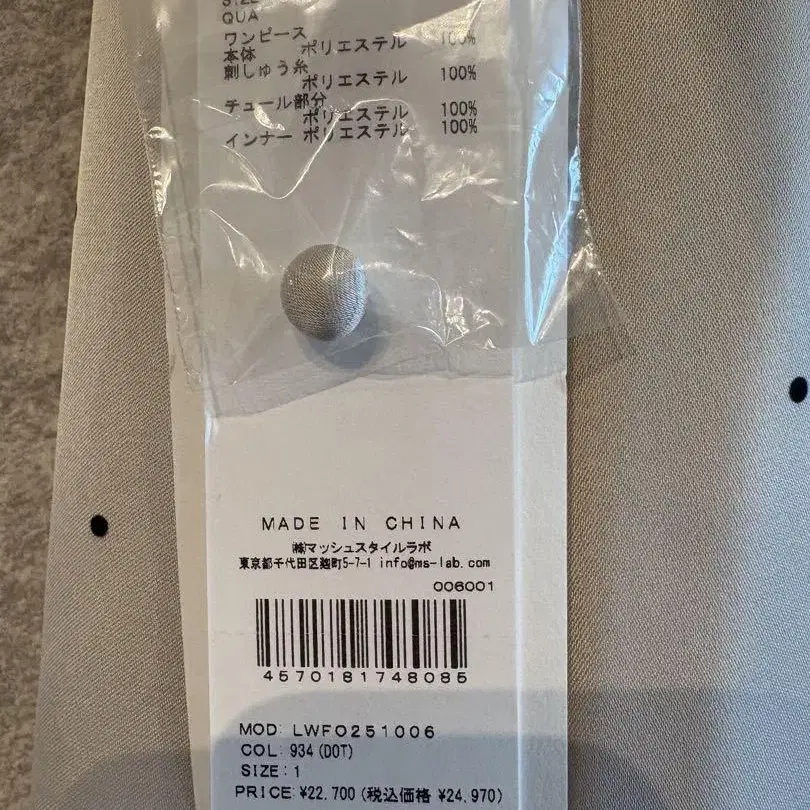 SIZE
QUA
ワンピース
本体 ポリエステル 100%
刺しゅう糸
ポリエステル 100%
チュール部分
ポリエステル 100%
インナー ポリエステル 100%
MADE IN CHINA
㈱マッシュスタイルラボ
東京都千代田区麹町5-7-1 info@ms-lab.com
006001
4570181748085
MOD: LWFO251006
COL: 934 (DOT)
SIZE: 1
PRICE: ¥22,700 (税込価格 ¥24,970)